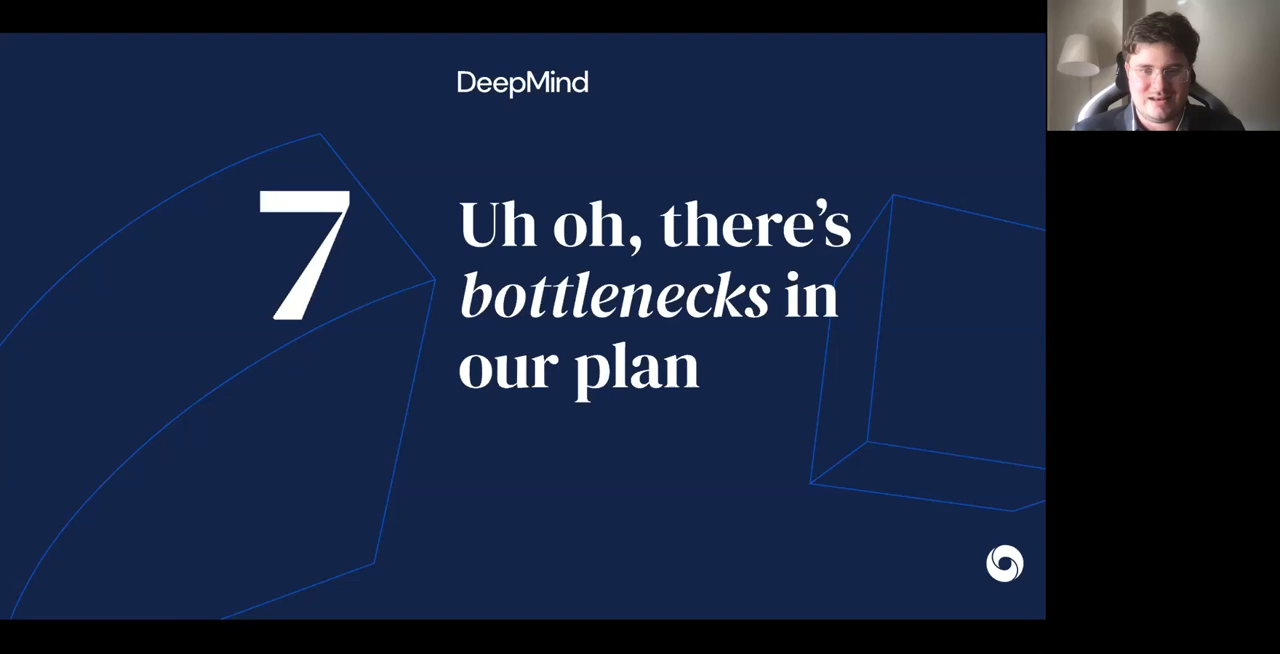 DeepMind
7
Uh oh, there’s
bottlenecks in
our plan